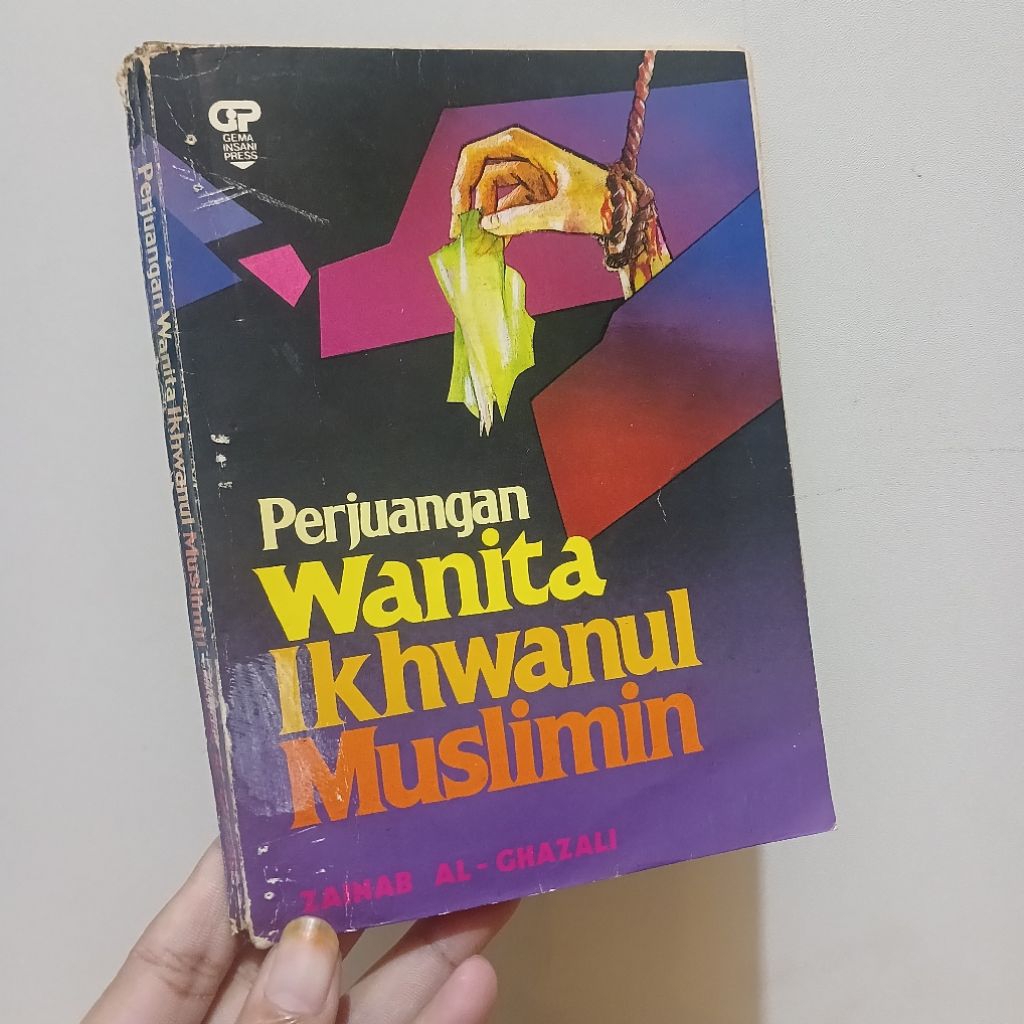 GP
GEMA
INSANI
PRESS
Perjuangan Wanita Ikhwanul Muslimin
Perjuangan
Wanita
Ikhwanul
Muslimin
ZAINAB AL-GHAZALI